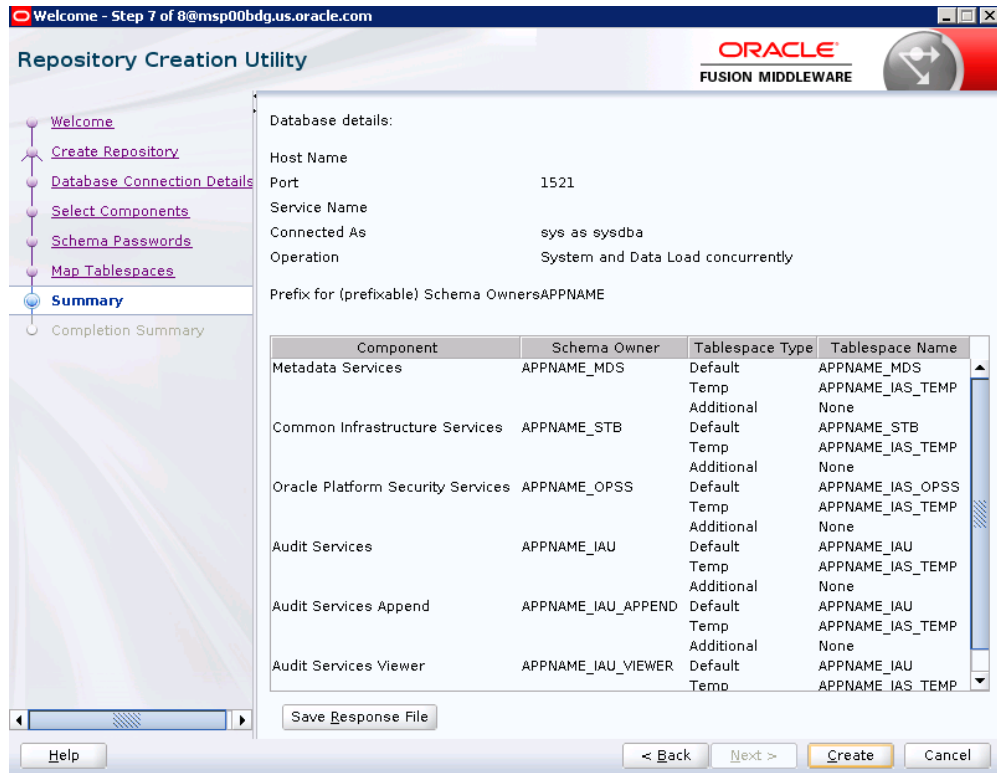 Welcome - Step 7 of 8@msp00bdg.us.oracle.com
Repository Creation Utility
ORACLE
FUSION MIDDLEWARE
Welcome
Create Repository
Database Connection Details
Select Components
Schema Passwords
Map Tablespaces
Summary
Completion Summary
Database details:
Host Name
Port 1521
Service Name
Connected As sys as sysdba
Operation System and Data Load concurrently
Prefix for (prefixable) Schema OwnersAPPNAME
Component Schema Owner Tablespace Type Tablespace Name
Metadata Services APPNAME_MDS Default APPNAME_MDS
Temp APPNAME_IAS_TEMP
Additional None
Common Infrastructure Services APPNAME_STB Default APPNAME_STB
Temp APPNAME_IAS_TEMP
Additional None
Oracle Platform Security Services APPNAME_OPSS Default APPNAME_IAS_OPSS
Temp APPNAME_IAS_TEMP
Additional None
Audit Services APPNAME_IAU Default APPNAME_IAU
Temp APPNAME_IAS_TEMP
Additional None
Audit Services Append APPNAME_IAU_APPEND Default APPNAME_IAU
Temp APPNAME_IAS_TEMP
Additional None
Audit Services Viewer APPNAME_IAU_VIEWER Default APPNAME_IAU
Temp APPNAME_IAS_TEMP
Save Response File
Help < Back Next > Create Cancel